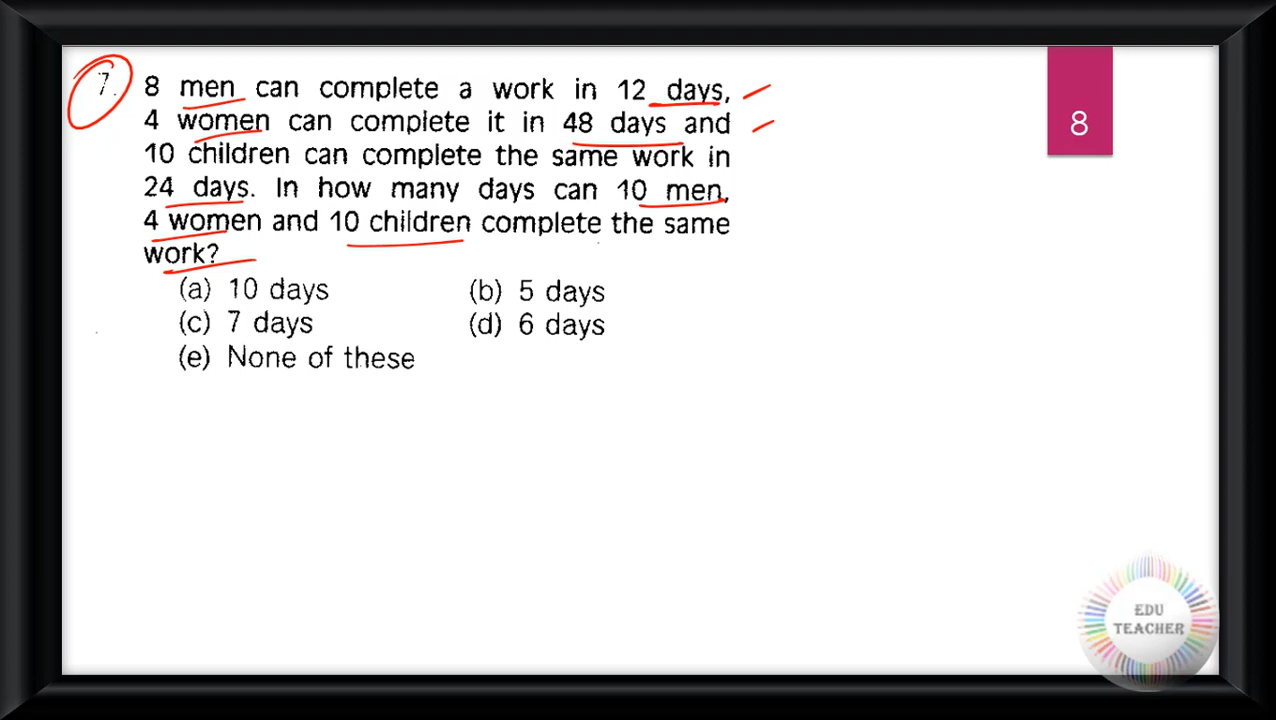 7.
8 men can complete a work in 12 days,
4 women can complete it in 48 days and
10 children can complete the same work in
24 days. In how many days can 10 men,
4 women and 10 children complete the same
work?
(a) 10 days (b) 5 days
(c) 7 days (d) 6 days
(e) None of these
8
EDU
TEACHER